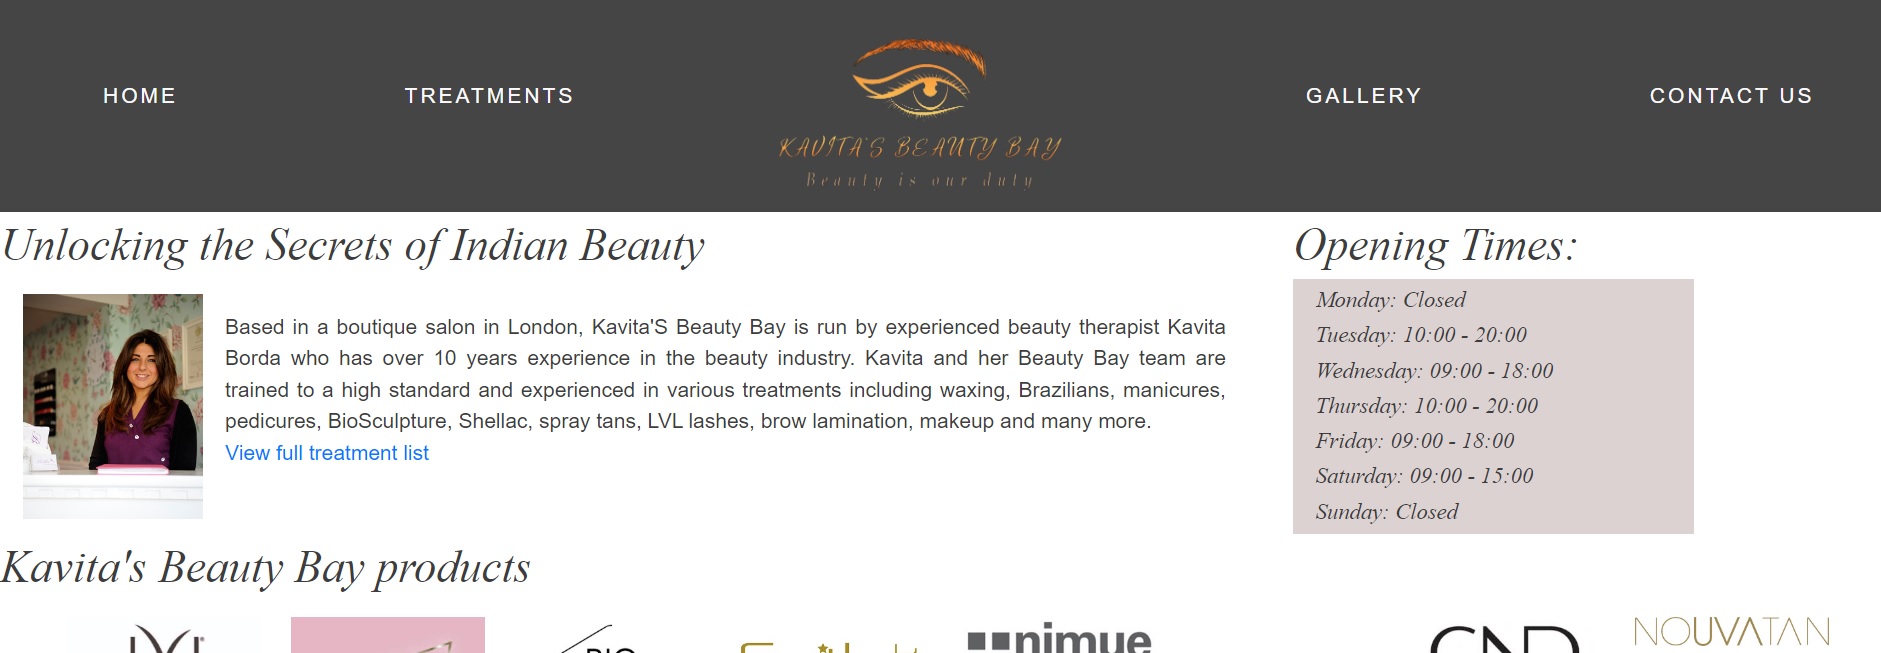 HOME
TREATMENTS
KAVITA'S BEAUTY BAY
Beauty is our duty
GALLERY
CONTACT US
Unlocking the Secrets of Indian Beauty
Based in a boutique salon in London, Kavita'S Beauty Bay is run by experienced beauty therapist Kavita
Borda who has over 10 years experience in the beauty industry. Kavita and her Beauty Bay team are
trained to a high standard and experienced in various treatments including waxing, Brazilians, manicures,
pedicures, BioSculpture, Shellac, spray tans, LVL lashes, brow lamination, makeup and many more.
View full treatment list
Opening Times:
Monday: Closed
Tuesday: 10:00 - 20:00
Wednesday: 09:00 - 18:00
Thursday: 10:00 - 20:00
Friday: 09:00 - 18:00
Saturday: 09:00 - 15:00
Sunday: Closed
Kavita's Beauty Bay products
LVL
BIO
nimue
CND
NOUVATAN